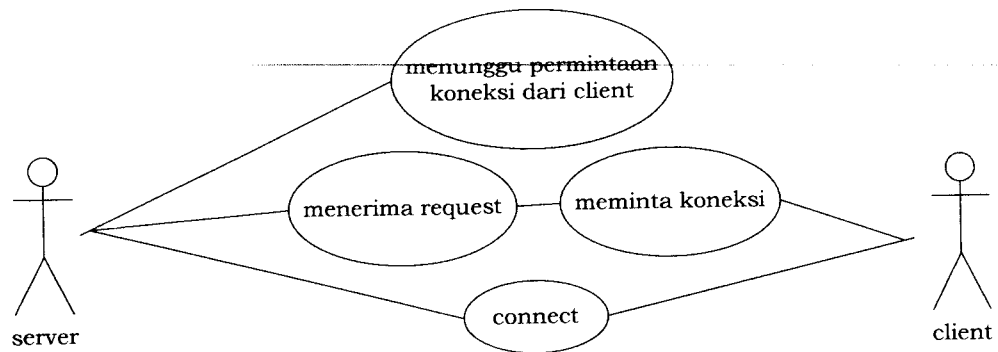 menunggu permintaan
koneksi dari client
menerima request
meminta koneksi
connect
server
client